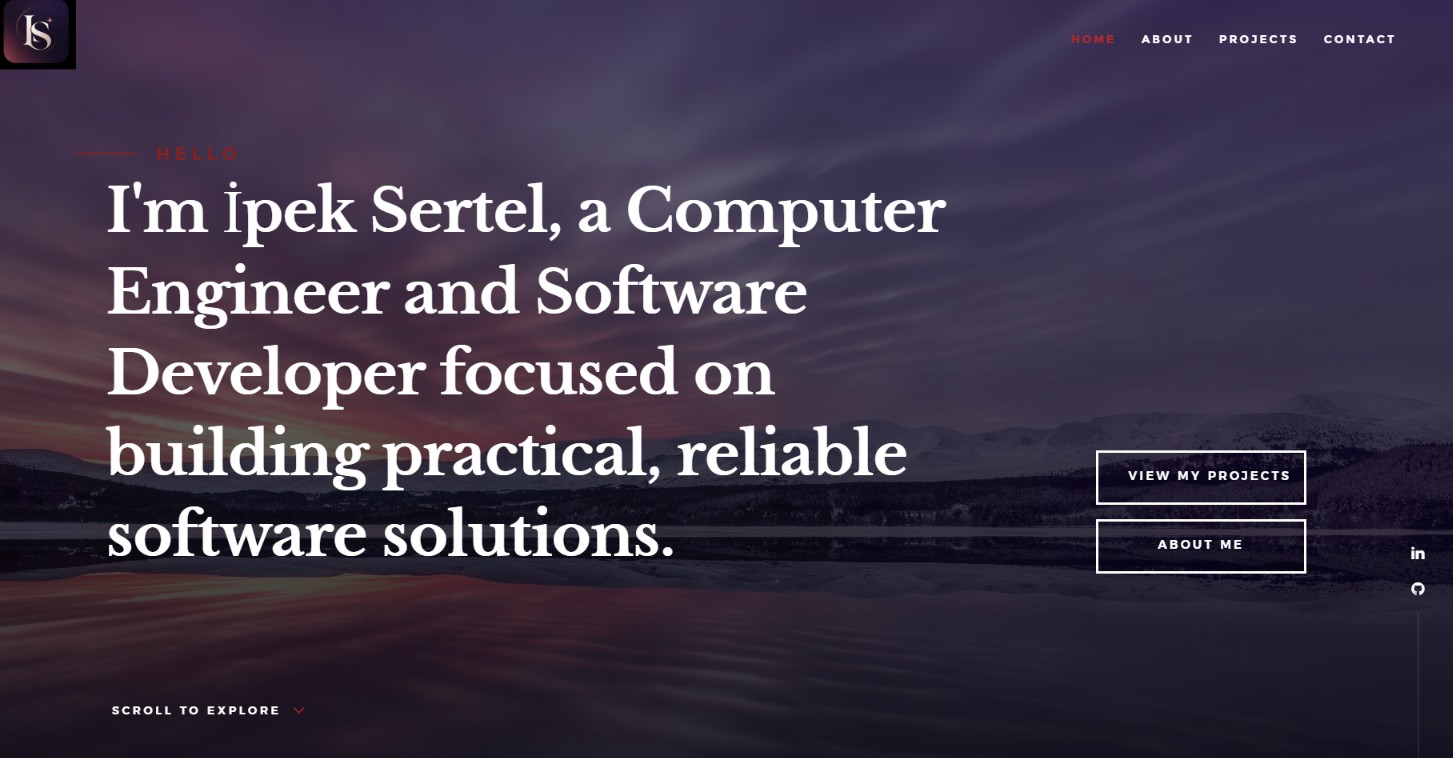 IS
HOME ABOUT PROJECTS CONTACT
HELLO
I'm İpek Sertel, a Computer
Engineer and Software
Developer focused on
building practical, reliable
software solutions.
VIEW MY PROJECTS
ABOUT ME
in
SCROLL TO EXPLORE